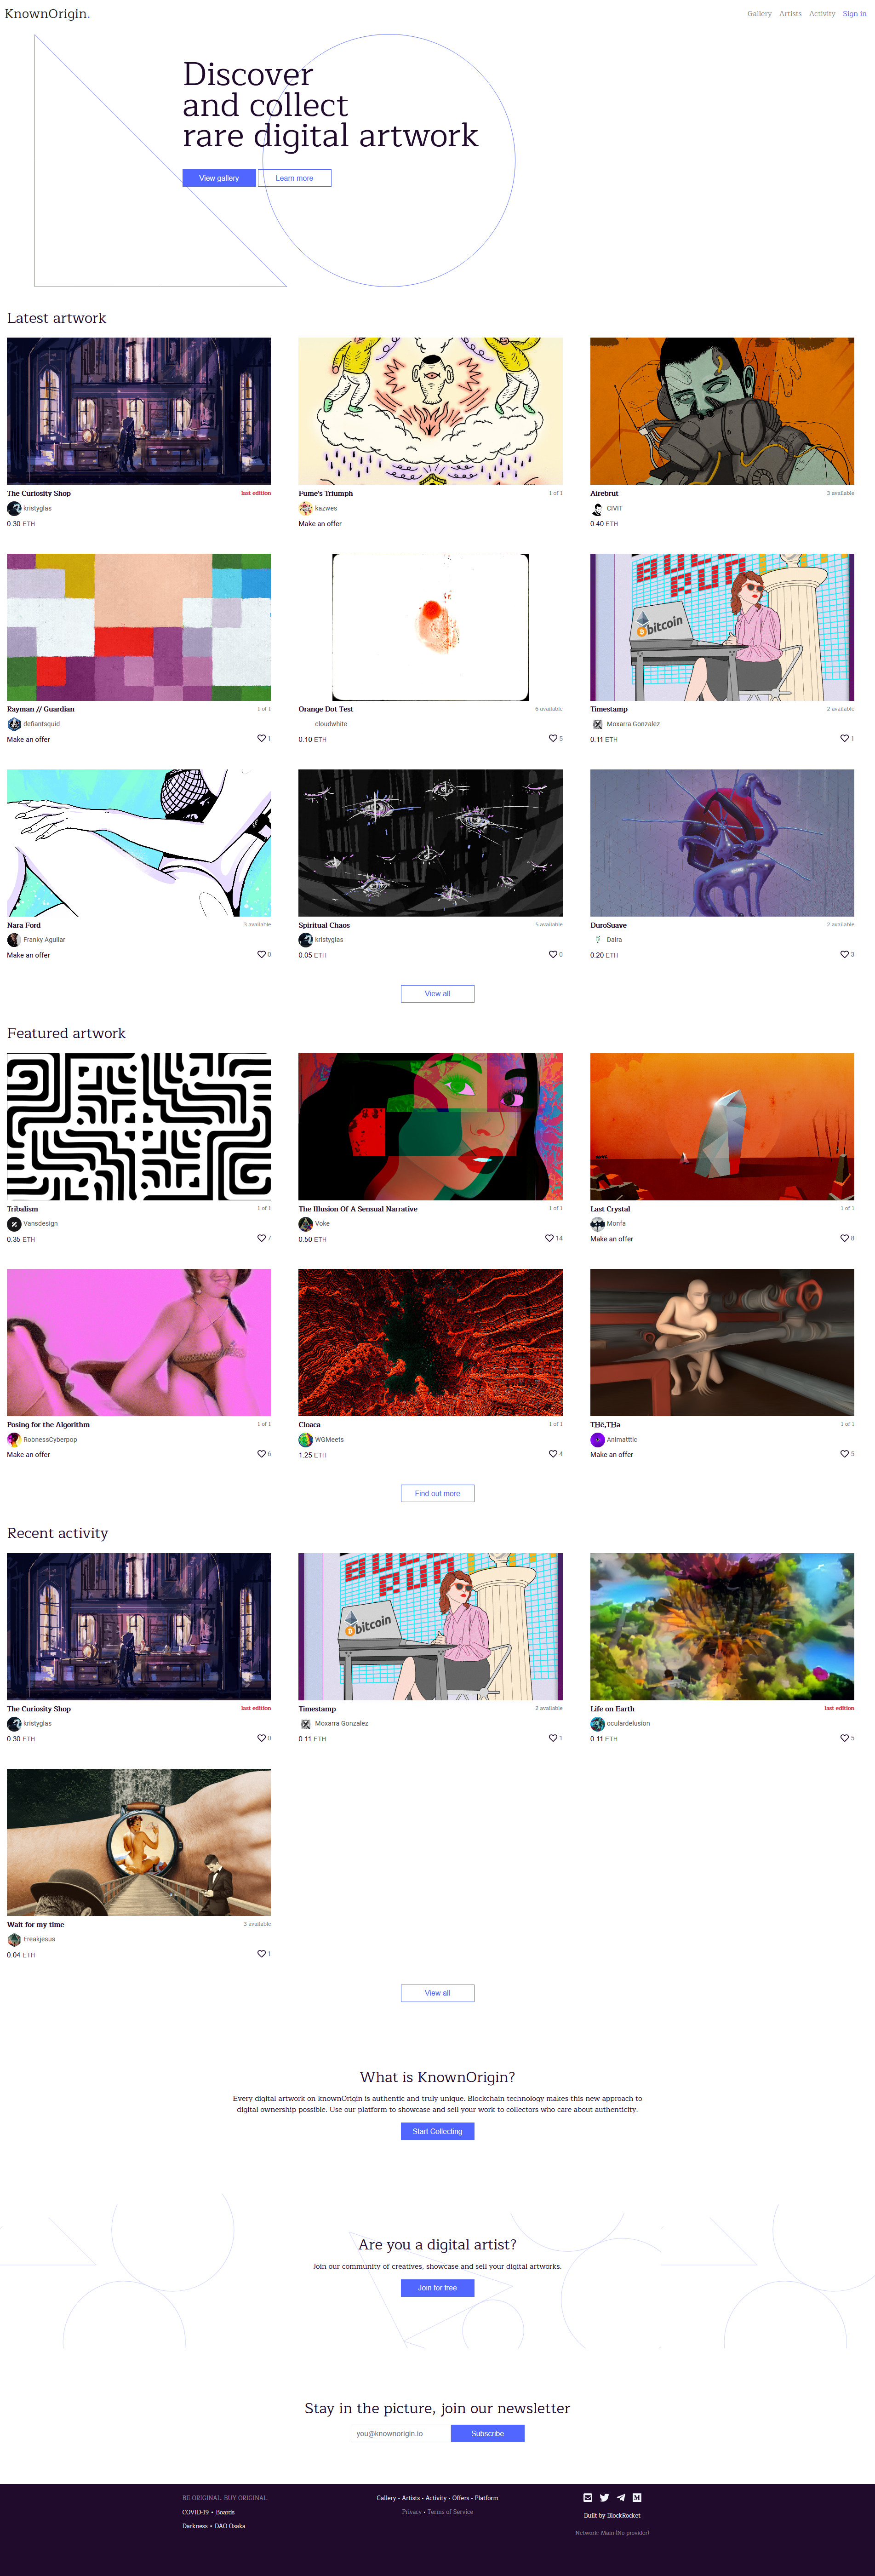 KnownOrigin.
Gallery Artists Activity Sign In
Discover
and collect
rare digital artwork
View gallery Learn more
Latest artwork
The Curiosity Shop last edition
kristyglas
0.30 ETH
Fume's Triumph 1 of 1
kazwes
Make an offer
Airebrut 3 available
CIVIT
0.40 ETH
Rayman // Guardian 1 of 1
defiantsquid
Make an offer 1
Orange Dot Test 6 available
cloudwhite
0.10 ETH 5
bitcoin
Timestamp 2 available
Moxarra Gonzalez
0.11 ETH 1
Nara Ford 3 available
Franky Aguilar
Make an offer 0
Spiritual Chaos 5 available
kristyglas
0.05 ETH 0
DuroSuave 2 available
Daira
0.20 ETH 3
View all
Featured artwork
Tribalism 1 of 1
Vansdesign
0.35 ETH 7
The Illusion Of A Sensual Narrative 1 of 1
Voke
0.50 ETH 14
Last Crystal 1 of 1
Monfa
Make an offer 8
Posing for the Algorithm 1 of 1
RobnessCyberpop
Make an offer 6
Cloaca 1 of 1
WGMeets
1.25 ETH 4
1 of 1
Animatttic
Make an offer 5
Find out more
Recent activity
The Curiosity Shop last edition
kristyglas
0.30 ETH 0
bitcoin
Timestamp 2 available
Moxarra Gonzalez
0.11 ETH 1
Life on Earth last edition
oculardelusion
0.11 ETH 5
Wait for my time 3 available
Freakjesus
0.04 ETH 1
View all
What is KnownOrigin?
Every digital artwork on knownOrigin is authentic and truly unique. Blockchain technology makes this new approach to
digital ownership possible. Use our platform to showcase and sell your work to collectors who care about authenticity.
Start Collecting
Are you a digital artist?
Join our community of creatives, showcase and sell your digital artworks.
Join for free
Stay in the picture, join our newsletter
you@knownorigin.io Subscribe
BE ORIGINAL. BUY ORIGINAL.
COVID-19 • Boards
Darkness • DAO Osaka
Gallery • Artists • Activity • Offers • Platform
Privacy • Terms of Service
Built by BlockRocket
Network: Main (No provider)